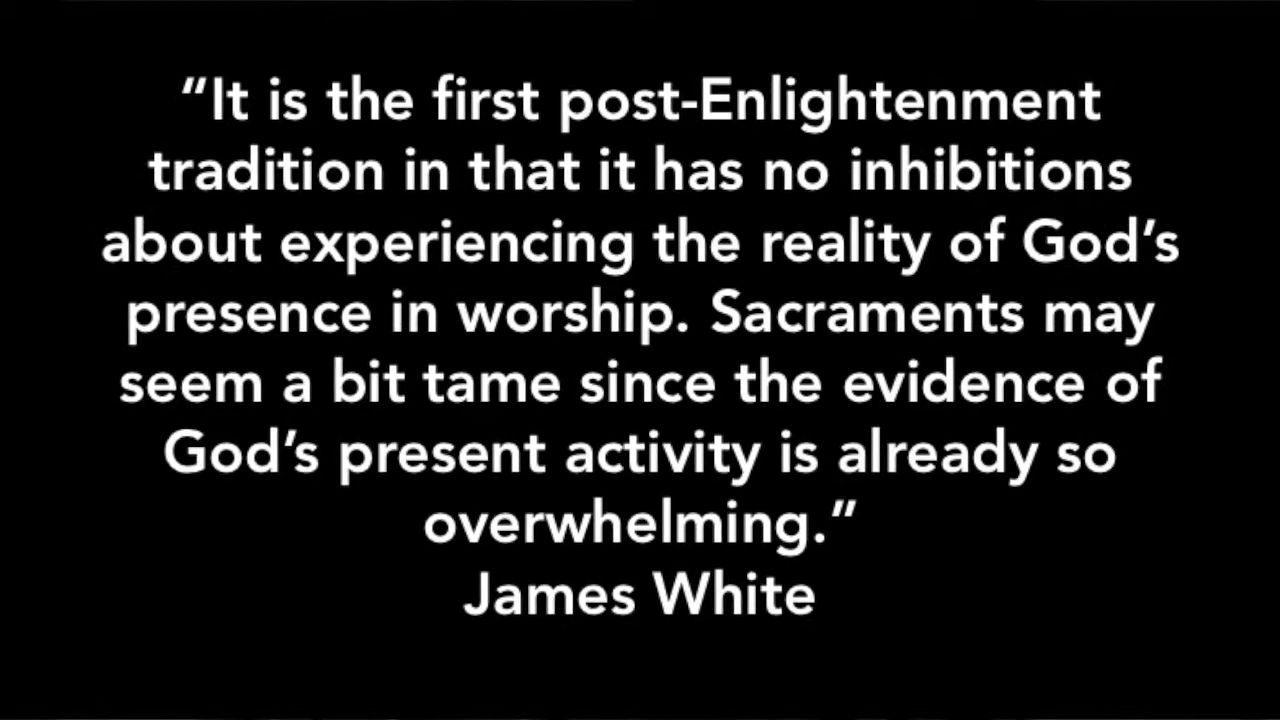 “It is the first post-Enlightenment
tradition in that it has no inhibitions
about experiencing the reality of God’s
presence in worship. Sacraments may
seem a bit tame since the evidence of
God’s present activity is already so
overwhelming.”
James White